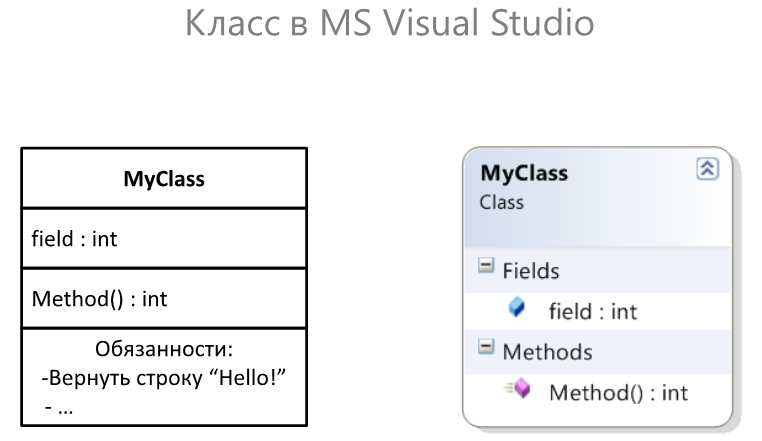 Класс в MS Visual Studio
MyClass
field : int
Method() : int
Обязанности:
-Вернуть строку “Hello!”
- ...
MyClass
Class
Fields
field : int
Methods
Method() : int